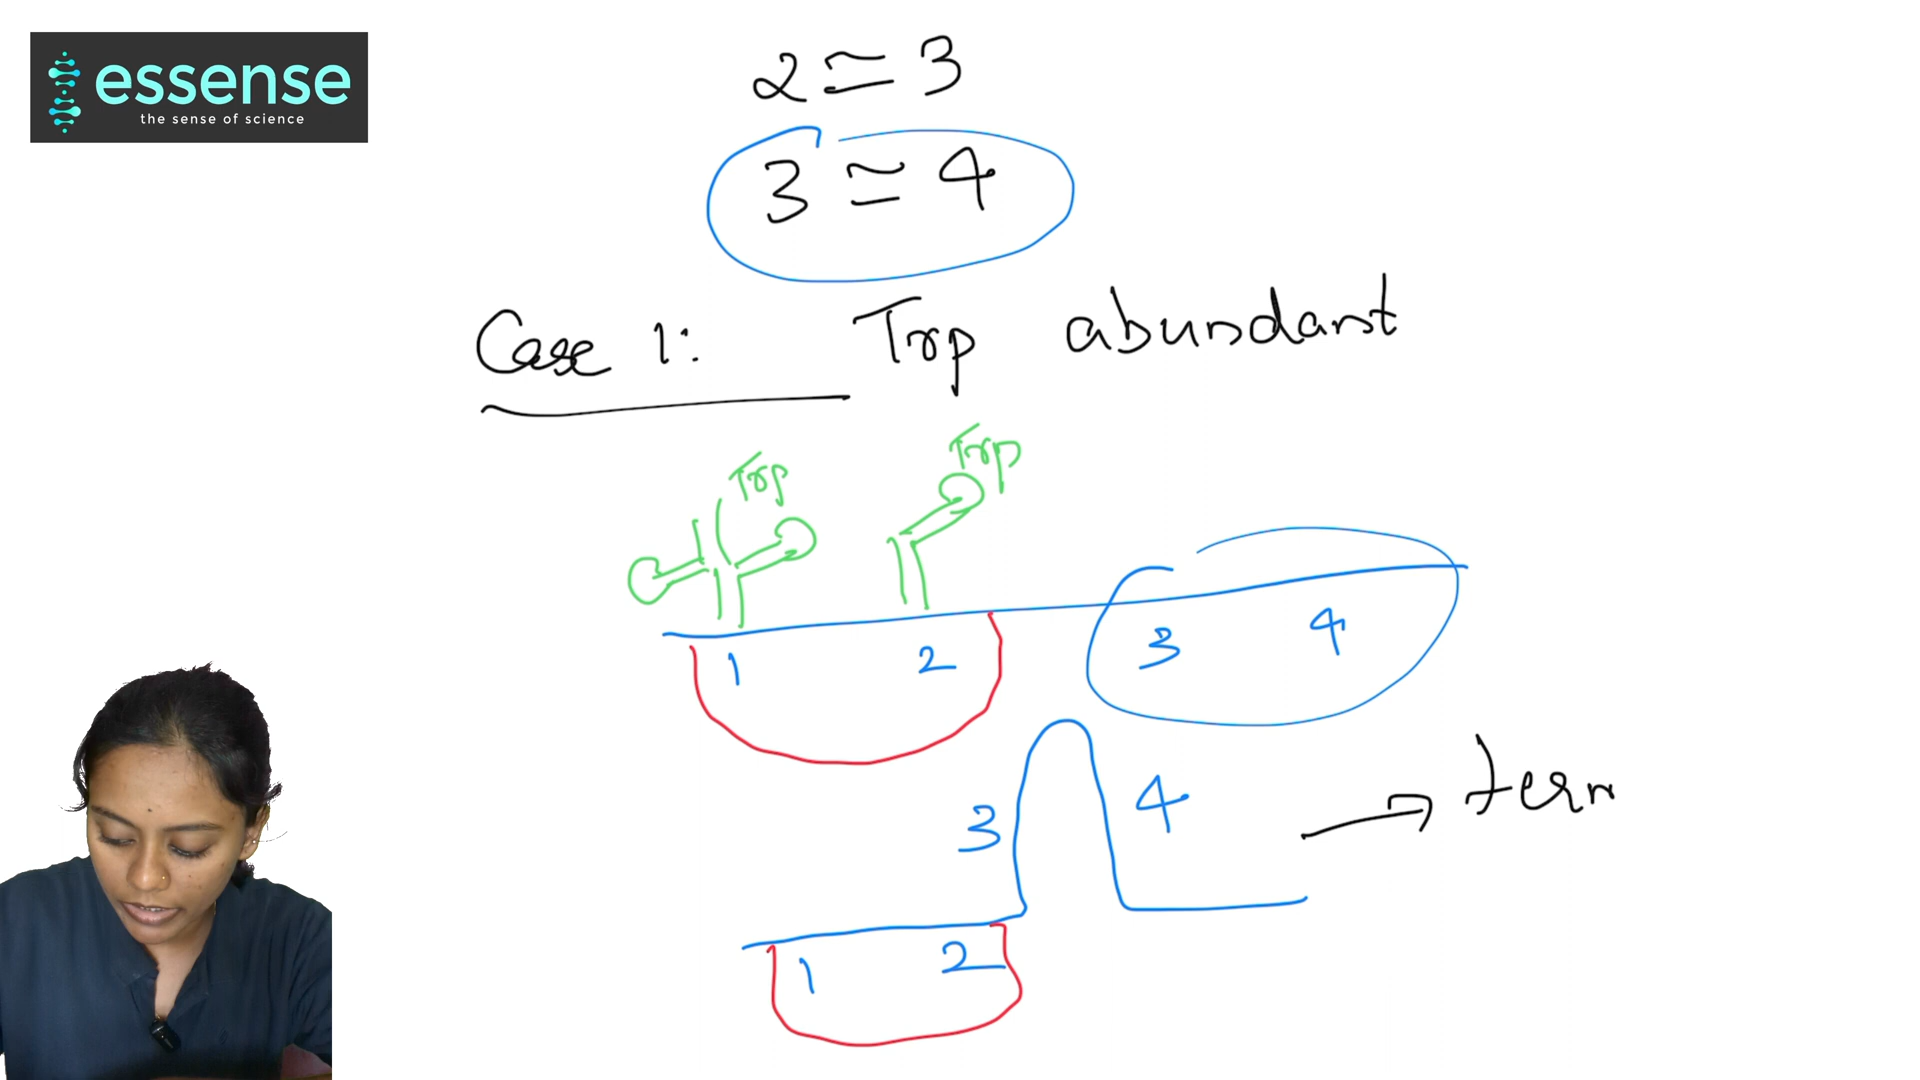 essense
the sense of science
2 ≃ 3
3 ≃ 4
Case 1: Trp abundant
Trp Trp
1 2 3 4
3 4 → term
1 2